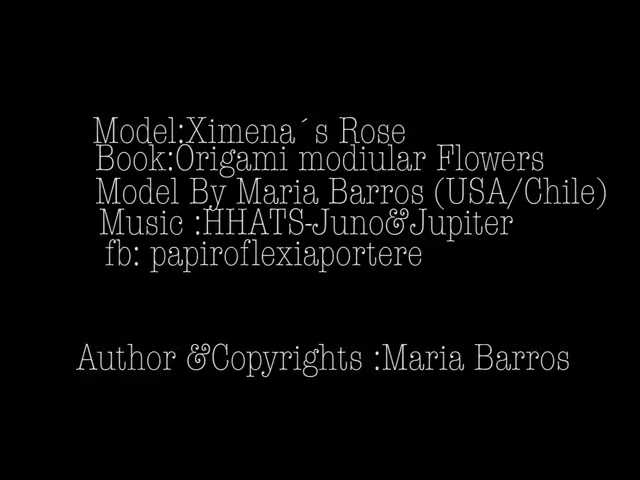 Model:Ximena´s Rose
Book:Origami modiular Flowers
Model By Maria Barros (USA/Chile)
Music :HHATS-Juno&Jupiter
fb: papiroflexiaportere
Author &Copyrights :Maria Barros